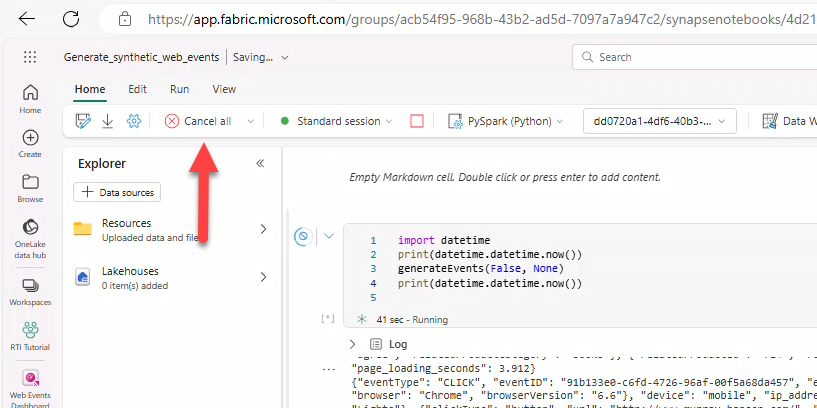 https://app.fabric.microsoft.com/groups/acb54f95-968b-43b2-ad5d-7097a7a947c2/synapsenotebooks/4d21
Generate_synthetic_web_events
Saving...
Search
Home
Edit
Run
View
Cancel all
Standard session
PySpark (Python)
dd0720a1-4df6-40b3-...
Data W
Home
Create
Browse
OneLake
data hub
Workspaces
RTI Tutorial
Web Events
Dashboard
Explorer
Data sources
Resources
Uploaded data and file
Lakehouses
0 item(s) added
Empty Markdown cell. Double click or press enter to add content.
1 import datetime
2 print(datetime.datetime.now())
3 generateEvents(False, None)
4 print(datetime.datetime.now())
5
[*]
41 sec - Running
Log
...
"page_loading_seconds": 3.912}
{"eventType": "CLICK", "eventID": "91b133e0-c6fd-4726-96af-00f5a68da457", "e
"browser": "Chrome", "browserVersion": "6.6"}, "device": "mobile", "ip_addre